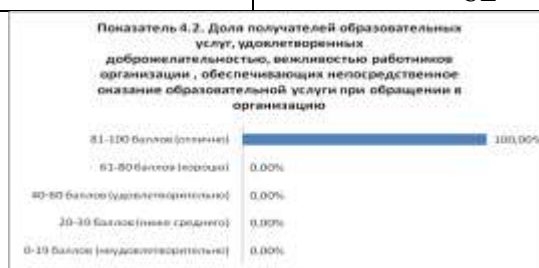 Показатель 4.2. Доля получателей образовательных
услуг, удовлетворенных
доброжелательностью, вежливостью работников
организации , обеспечивающих непосредственное
оказание образовательной услуги при обращении в
организацию
81-100 баллов (отлично) 100,00%
61-80 баллов (хорошо) 0,00%
40-60 баллов (удовлетворительно) 0,00%
20-39 баллов (ниже среднего) 0,00%
0-19 баллов (неудовлетворительно) 0,00%